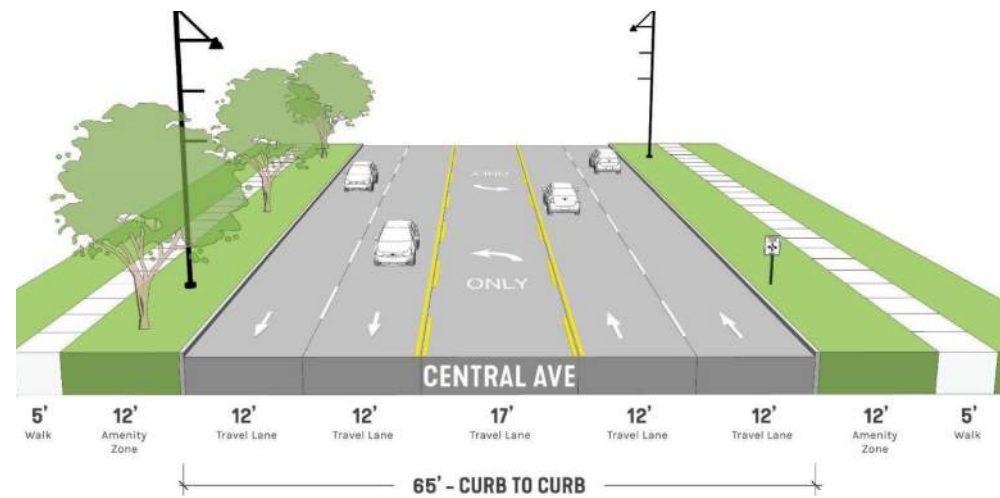 ONLY
ONLY
CENTRAL AVE
5'
Walk
12'
Amenity
Zone
12'
Travel Lane
12'
Travel Lane
17'
Travel Lane
12'
Travel Lane
12'
Travel Lane
12'
Amenity
Zone
5'
Walk
65' - CURB TO CURB